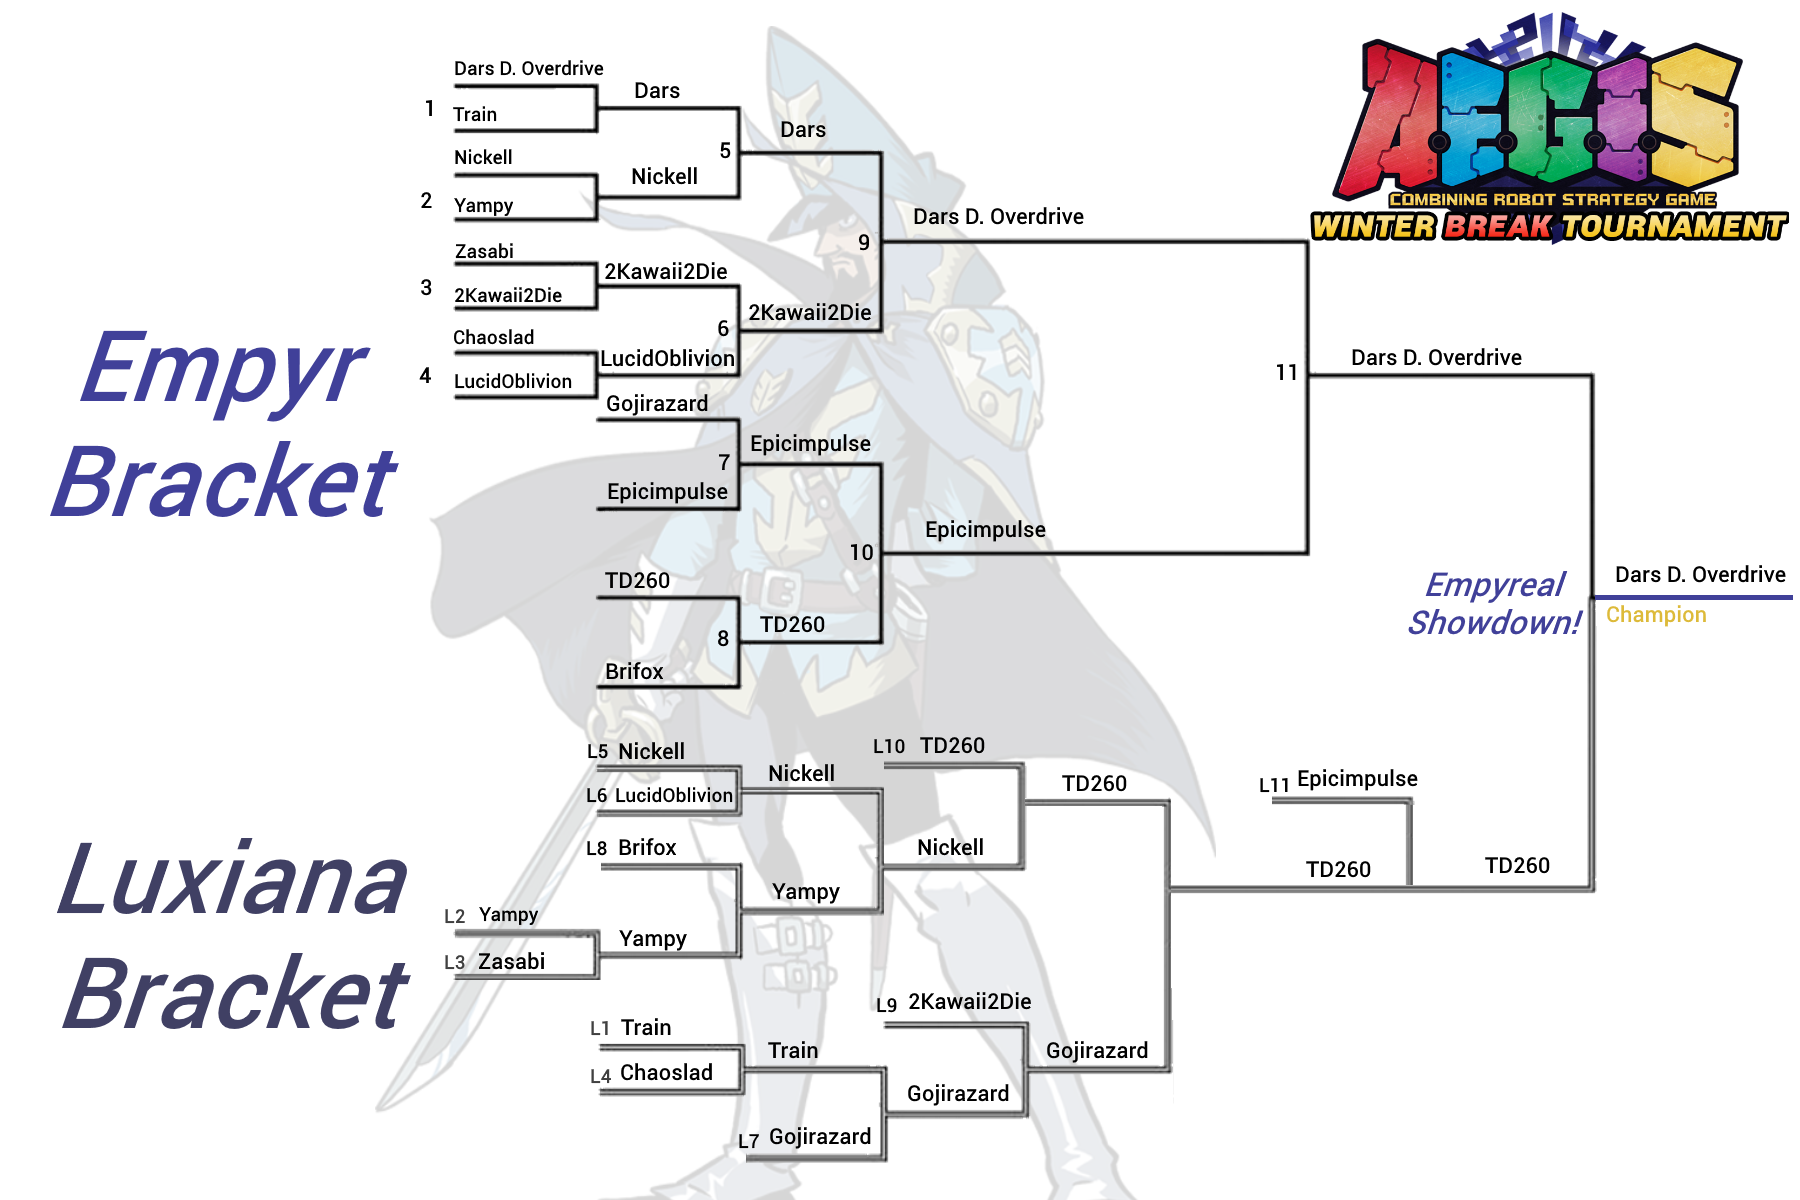 AEGIS
COMBINING ROBOT STRATEGY GAME
WINTER BREAK TOURNAMENT
Empyr
Bracket
Dars D. Overdrive
1
Train
Dars
Nickell
2
Yampy
Nickell
5
Dars
Zasabi
3
2Kawaii2Die
2Kawaii2Die
Chaoslad
4
LucidOblivion
LucidOblivion
6
2Kawaii2Die
9
Dars D. Overdrive
Gojirazard
7
Epicimpulse
Epicimpulse
TD260
8
Brifox
TD260
10
Epicimpulse
11
Dars D. Overdrive
Empyreal
Showdown!
Dars D. Overdrive
Champion
Luxiana
Bracket
L5 Nickell
L6 LucidOblivion
Nickell
L8 Brifox
L2 Yampy
L3 Zasabi
Yampy
Yampy
Nickell
L10 TD260
TD260
L1 Train
L4 Chaoslad
Train
L7 Gojirazard
Gojirazard
L9 2Kawaii2Die
Gojirazard
TD260
L11 Epicimpulse
TD260